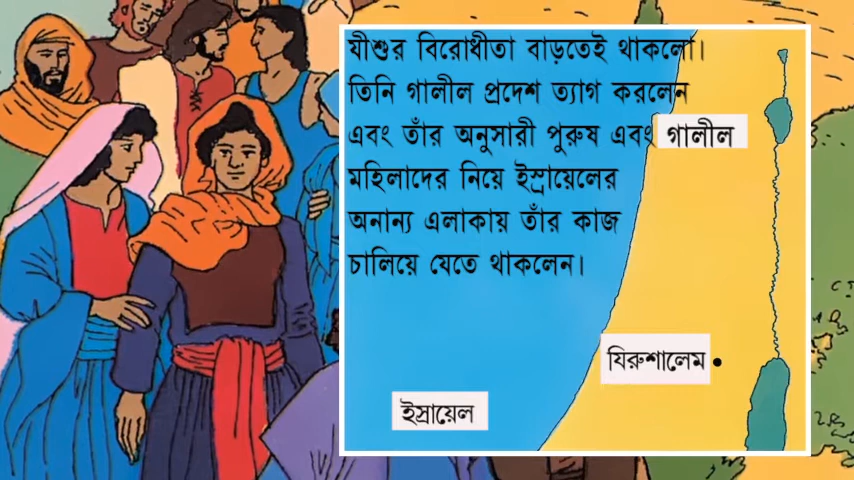 যীশুর বিরোধীতা বাড়তেই থাকলো।
তিনি গালীল প্রদেশ ত্যাগ করলেন
এবং তাঁর অনুসারী পুরুষ এবং
মহিলাদের নিয়ে ইস্রায়েলের
অনান্য এলাকায় তাঁর কাজ
চালিয়ে যেতে থাকলেন।
গালীল
যিরুশালেম
ইস্রায়েল